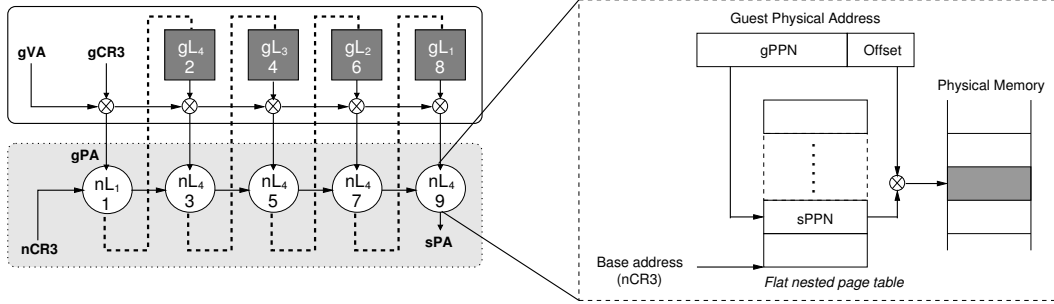 gVA
gCR3
gL4
2
gL3
4
gL2
6
gL1
8
gPA
nL1
1
nL4
3
nL4
5
nL4
7
nL4
9
nCR3
sPA
Guest Physical Address
gPPN
Offset
Physical Memory
sPPN
Base address
(nCR3)
Flat nested page table